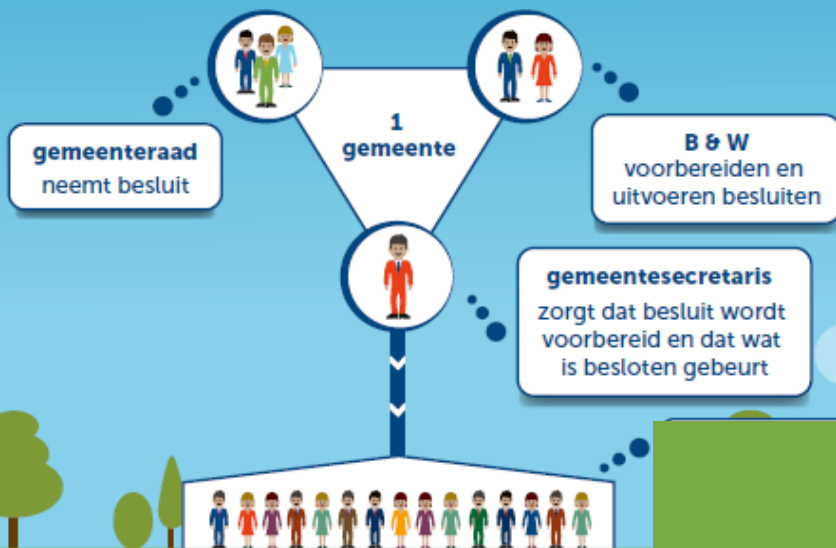 1
gemeente
gemeenteraad
neemt besluit
B & W
voorbereiden en
uitvoeren besluiten
gemeentesecretaris
zorgt dat besluit wordt
voorbereid en dat wat
is besloten gebeurt